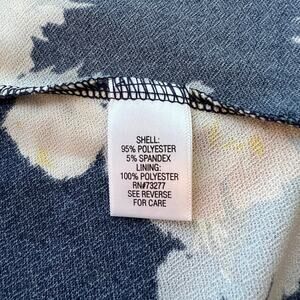 SHELL:
95% POLYESTER
5% SPANDEX
LINING:
100% POLYESTER
RN#73277
SEE REVERSE
FOR CARE